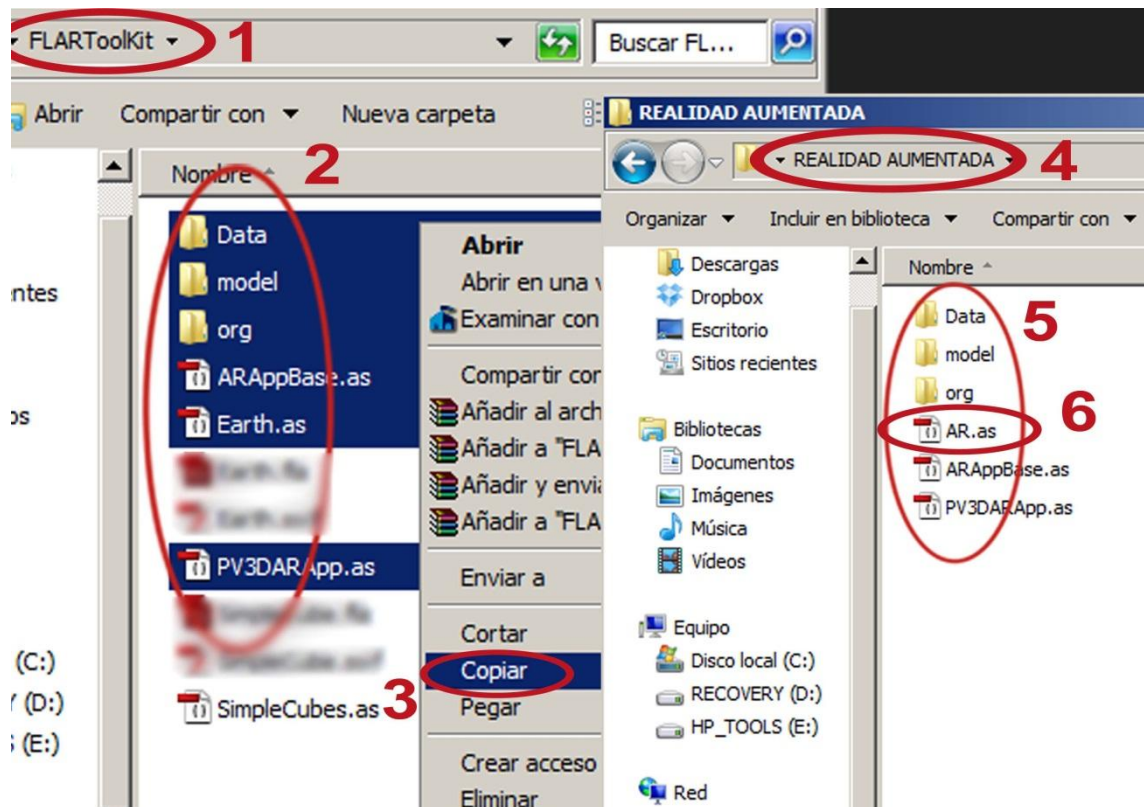 FLARToolKit
1
Buscar FL...
Abrir
Compartir con
Nueva carpeta
ntes
os
(C:)
(D:)
(E:)
Nombre
2
Data
model
org
ARAppBase.as
Earth.as
PV3DARApp.as
SimpleCubes.as
3
Abrir
Abrir en una v
Examinar con
Compartir con
Añadir al arch
Añadir a "FLA
Añadir y envia
Añadir a "FLA
Enviar a
Cortar
Copiar
Pegar
Crear acceso
Eliminar
REALIDAD AUMENTADA
REALIDAD AUMENTADA
4
Organizar
Incluir en biblioteca
Compartir con
Descargas
Dropbox
Escritorio
Sitios recientes
Bibliotecas
Documentos
Imágenes
Música
Vídeos
Equipo
Disco local (C:)
RECOVERY (D:)
HP_TOOLS (E:)
Red
Nombre
Data
5
model
org
AR.as
6
ARAppBase.as
PV3DARApp.as